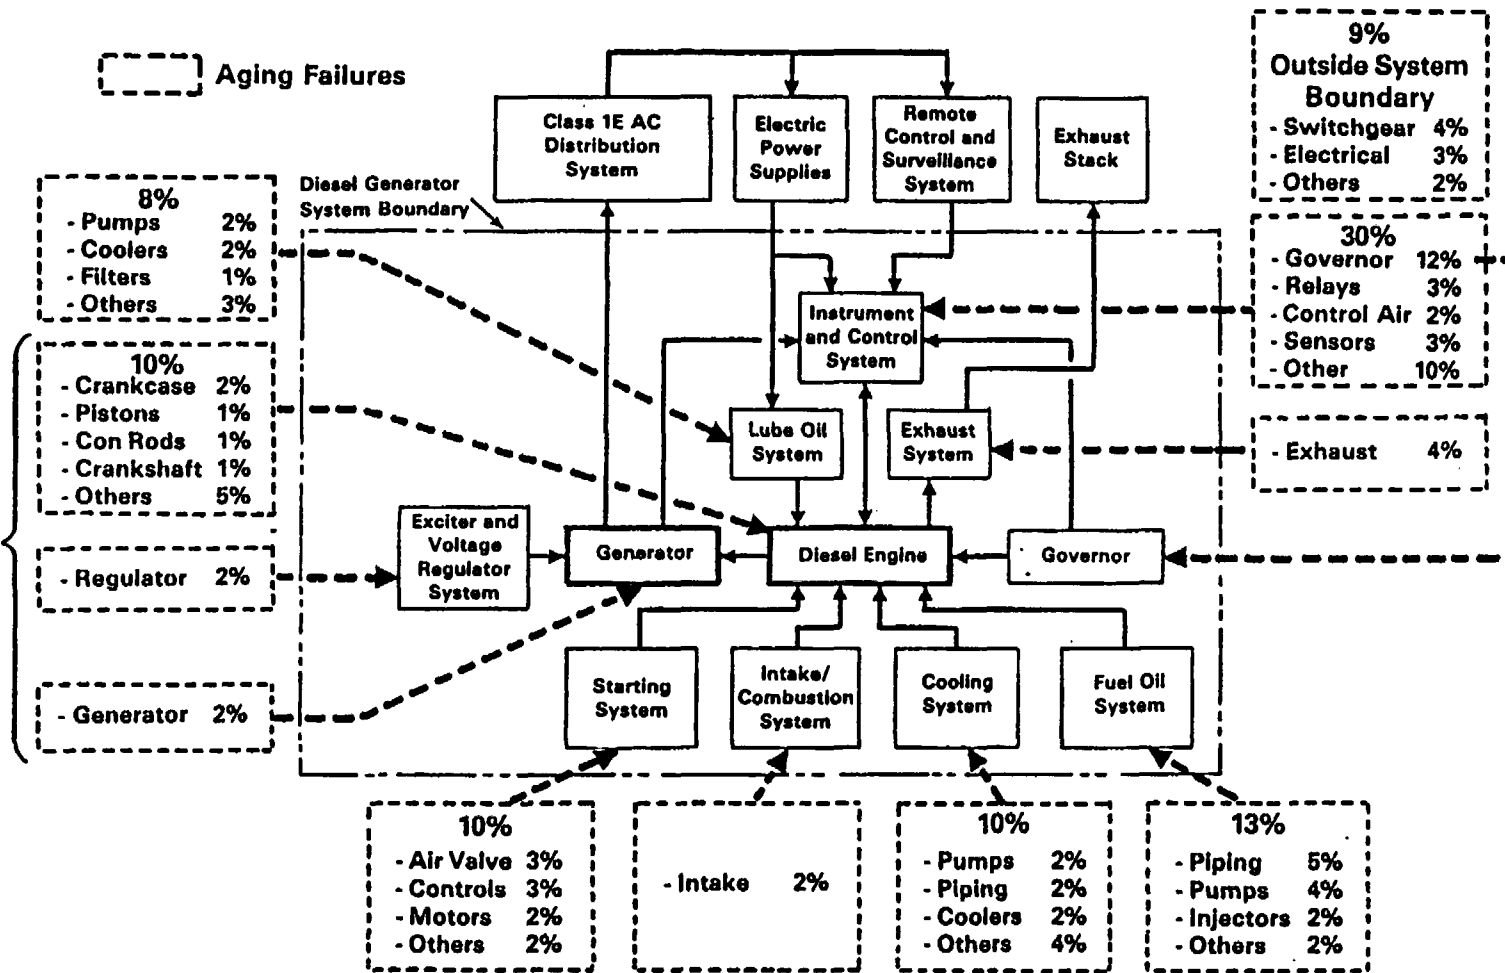 Aging Failures
9%
Outside System
Boundary
- Switchgear 4%
- Electrical 3%
- Others 2%
Class 1E AC
Distribution
System
Electric
Power
Supplies
Remote
Control and
Surveillance
System
Exhaust
Stack
Diesel Generator
System Boundary
8%
- Pumps 2%
- Coolers 2%
- Filters 1%
- Others 3%
30%
- Governor 12%
- Relays 3%
- Control Air 2%
- Sensors 3%
- Other 10%
Instrument
and Control
System
10%
- Crankcase 2%
- Pistons 1%
- Con Rods 1%
- Crankshaft 1%
- Others 5%
Lube Oil
System
Exhaust
System
- Exhaust 4%
Exciter and
Voltage
Regulator
System
Generator
Diesel Engine
Governor
- Regulator 2%
- Generator 2%
Starting
System
Intake/
Combustion
System
Cooling
System
Fuel Oil
System
10%
- Air Valve 3%
- Controls 3%
- Motors 2%
- Others 2%
- Intake 2%
10%
- Pumps 2%
- Piping 2%
- Coolers 2%
- Others 4%
13%
- Piping 5%
- Pumps 4%
- Injectors 2%
- Others 2%